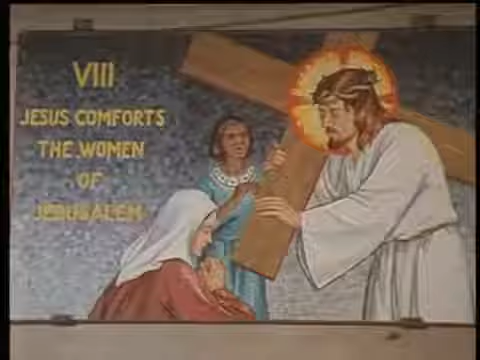 VIII
JESUS COMFORTS
THE WOMEN
OF
JERUSALEM